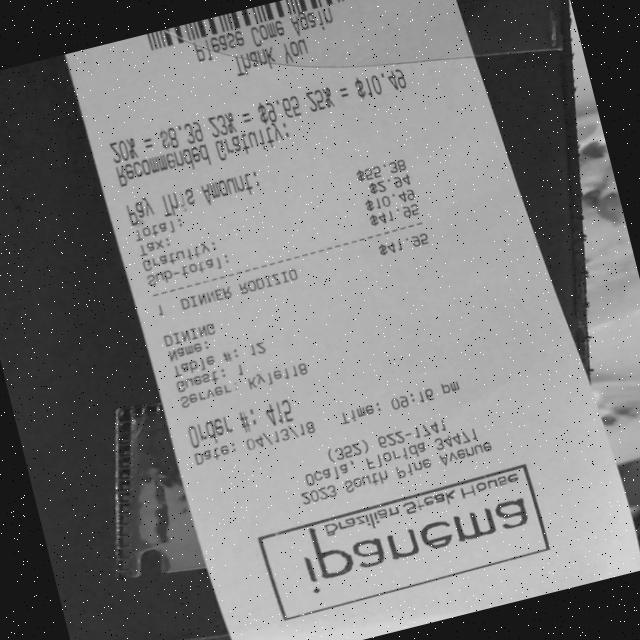 ipanema
Brazilian Steak House
2023 South Pine Avenue
Ocala, Florida 34471
(352) 622-1741
Date: 04/13/18 Time: 09:16 pm
Order #: 415
Server: Kyle118
Guest: 1
Table #: 12
Name:
DINING
1 DINNER RODIZIO $41.95
Sub-total: $41.95
Gratuity: $10.49
Tax: $2.94
Total: $55.38
Pay This Amount:
Recommended Gratuity:
20% = $8.39 23% = $9.65 25% = $10.49
Thank You
Please Come Again